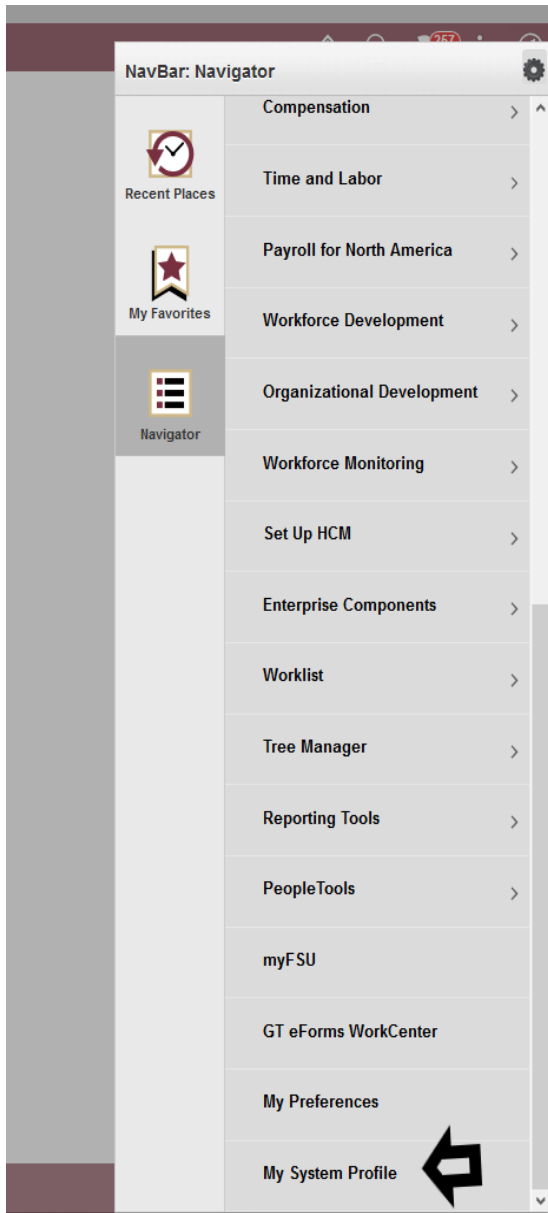 257
NavBar: Navigator
Recent Places
My Favorites
Navigator
Compensation
Time and Labor
Payroll for North America
Workforce Development
Organizational Development
Workforce Monitoring
Set Up HCM
Enterprise Components
Worklist
Tree Manager
Reporting Tools
PeopleTools
myFSU
GT eForms WorkCenter
My Preferences
My System Profile